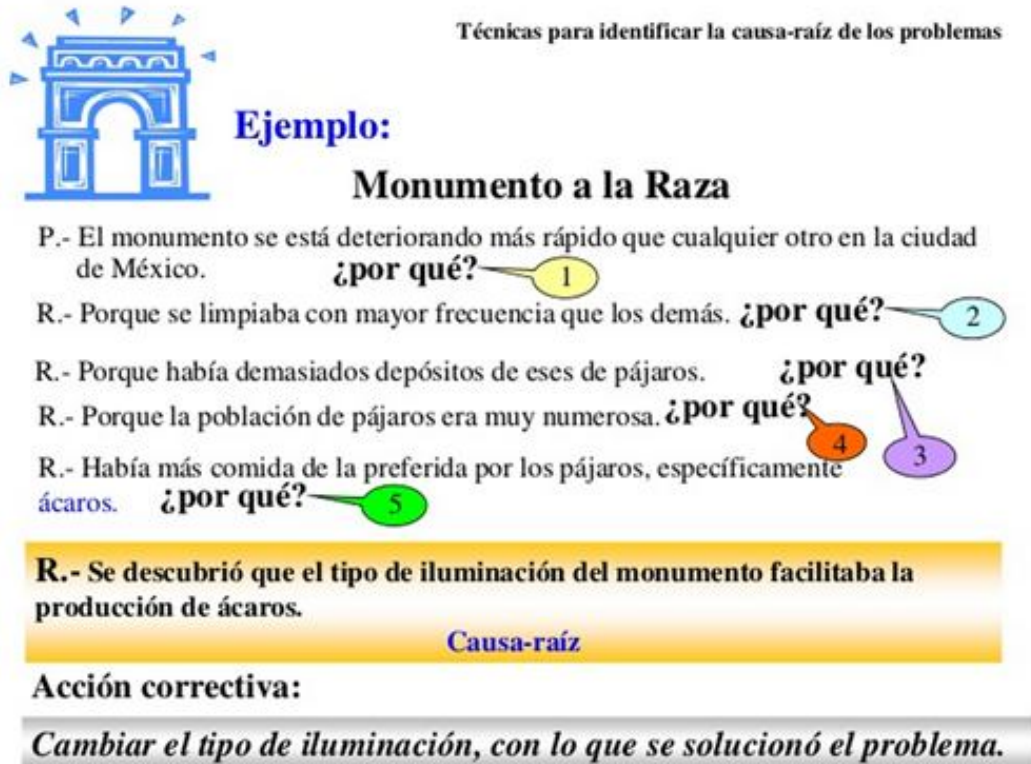 Técnicas para identificar la causa-raíz de los problemas
Ejemplo:
Monumento a la Raza
P.- El monumento se está deteriorando más rápido que cualquier otro en la ciudad
de México. ¿por qué? 1
R.- Porque se limpiaba con mayor frecuencia que los demás. ¿por qué? 2
R.- Porque había demasiados depósitos de eses de pájaros. ¿por qué? 3
R.- Porque la población de pájaros era muy numerosa. ¿por qué? 4
R.- Había más comida de la preferida por los pájaros, específicamente
ácaros. ¿por qué? 5
R.- Se descubrió que el tipo de iluminación del monumento facilitaba la
producción de ácaros.
Causa-raíz
Acción correctiva:
Cambiar el tipo de iluminación, con lo que se solucionó el problema.